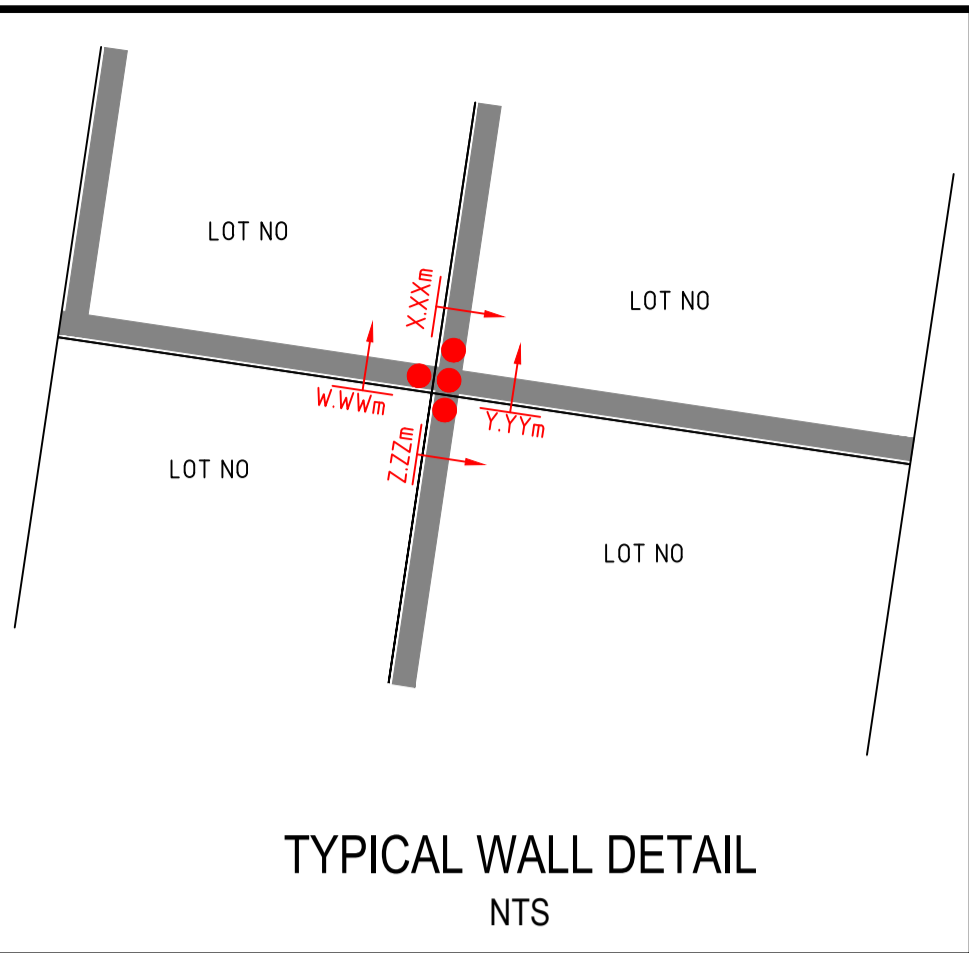 LOT NO
LOT NO
X.XXm
W.WWm
Y.YYm
Z.ZZm
LOT NO
LOT NO
TYPICAL WALL DETAIL
NTS